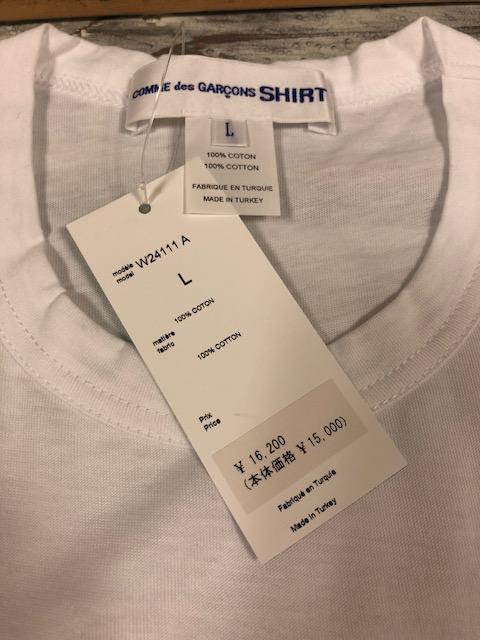 COMME des GARÇONS SHIRT
L
100% COTON
100% COTTON
FABRIQUE EN TURQUIE
MADE IN TURKEY
modèle
model W24111 A
L
100% COTON
matière
fabric
100% COTTON
Prix
Price
¥ 16,200
(本体価格 ¥ 15,000)
Fabriqué en Turquie
Made in Turkey